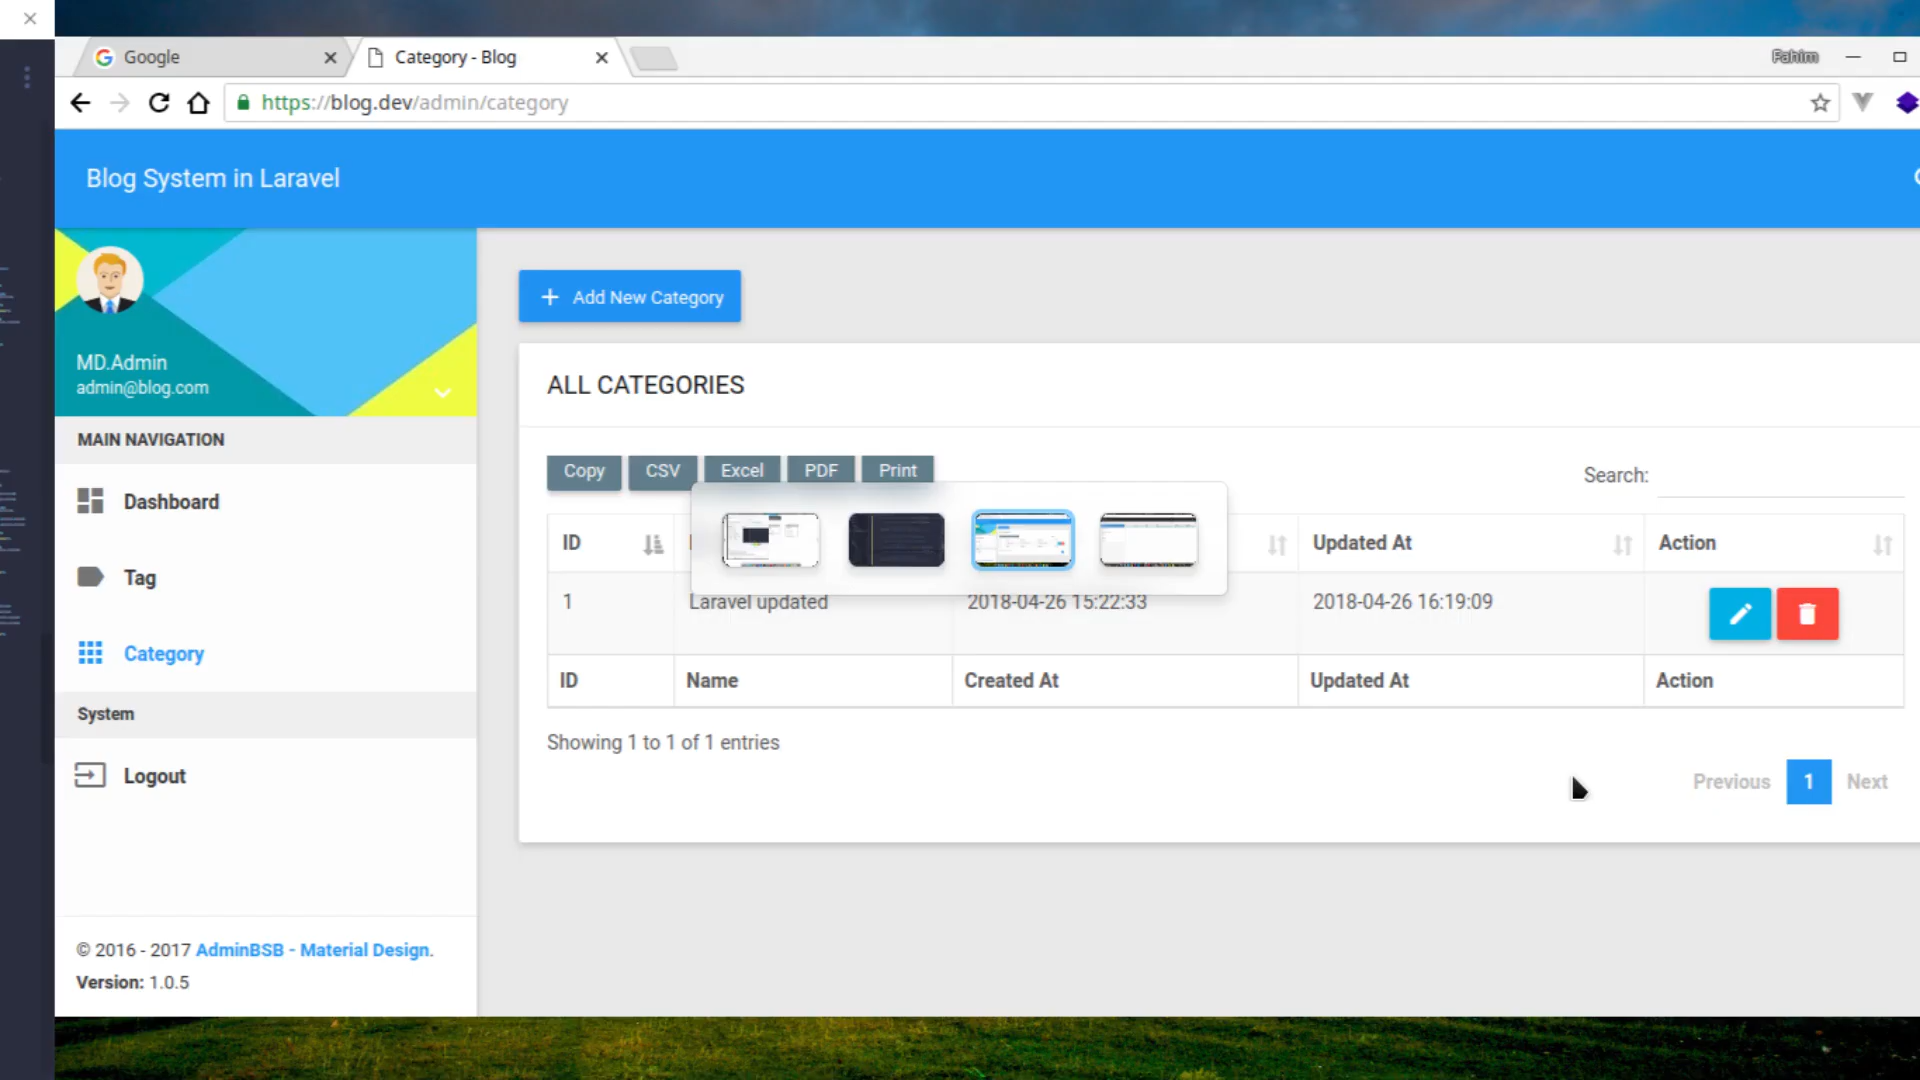 Google
Category - Blog
Fahim
https://blog.dev/admin/category
Blog System in Laravel
MD.Admin
admin@blog.com
MAIN NAVIGATION
Dashboard
Tag
Category
System
Logout
© 2016 - 2017 AdminBSB - Material Design.
Version: 1.0.5
Add New Category
ALL CATEGORIES
Copy CSV Excel PDF Print
Search:
ID Updated At Action
1 Laravel updated 2018-04-26 15:22:33 2018-04-26 16:19:09
ID Name Created At Updated At Action
Showing 1 to 1 of 1 entries
Previous 1 Next